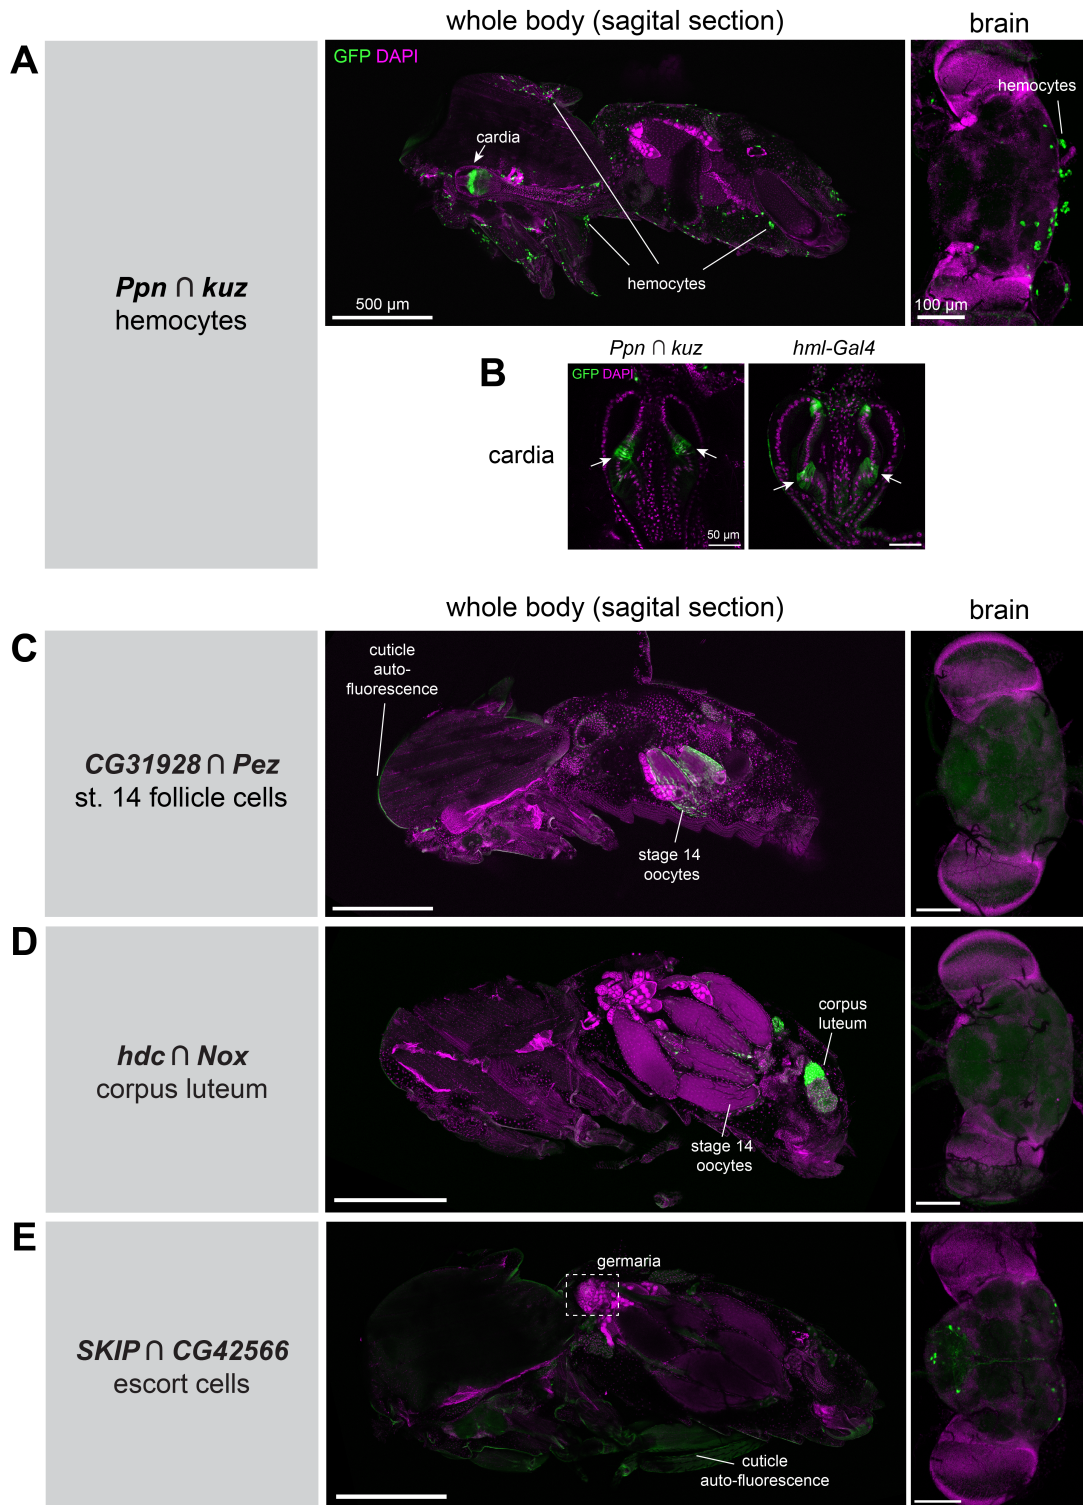 whole body (sagital section)
brain
A
GFP DAPI
cardia
hemocytes
hemocytes
Ppn ∩ kuz
hemocytes
500 µm
100 µm
B
Ppn ∩ kuz
hml-Gal4
GFP DAPI
cardia
50 µm
whole body (sagital section)
brain
C
cuticle
auto-
fluorescence
CG31928 ∩ Pez
st. 14 follicle cells
stage 14
oocytes
D
corpus
luteum
hdc ∩ Nox
corpus luteum
stage 14
oocytes
E
germaria
SKIP ∩ CG42566
escort cells
cuticle
auto-fluorescence